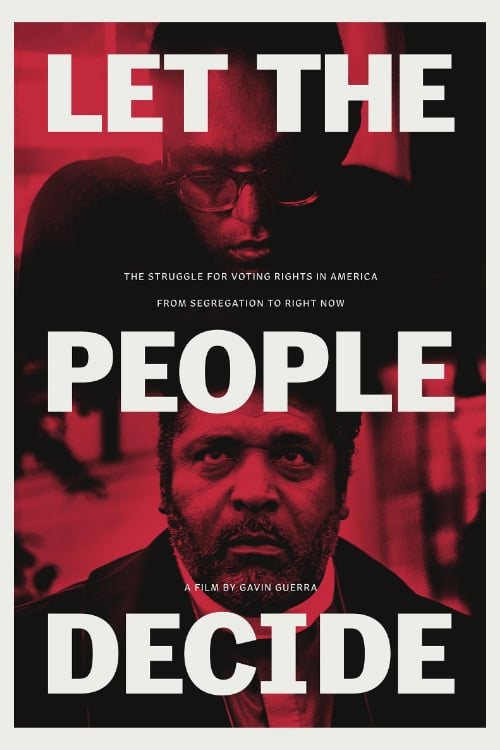 LET THE
THE STRUGGLE FOR VOTING RIGHTS IN AMERICA
FROM SEGREGATION TO RIGHT NOW
PEOPLE
A FILM BY GAVIN GUERRA
DECIDE